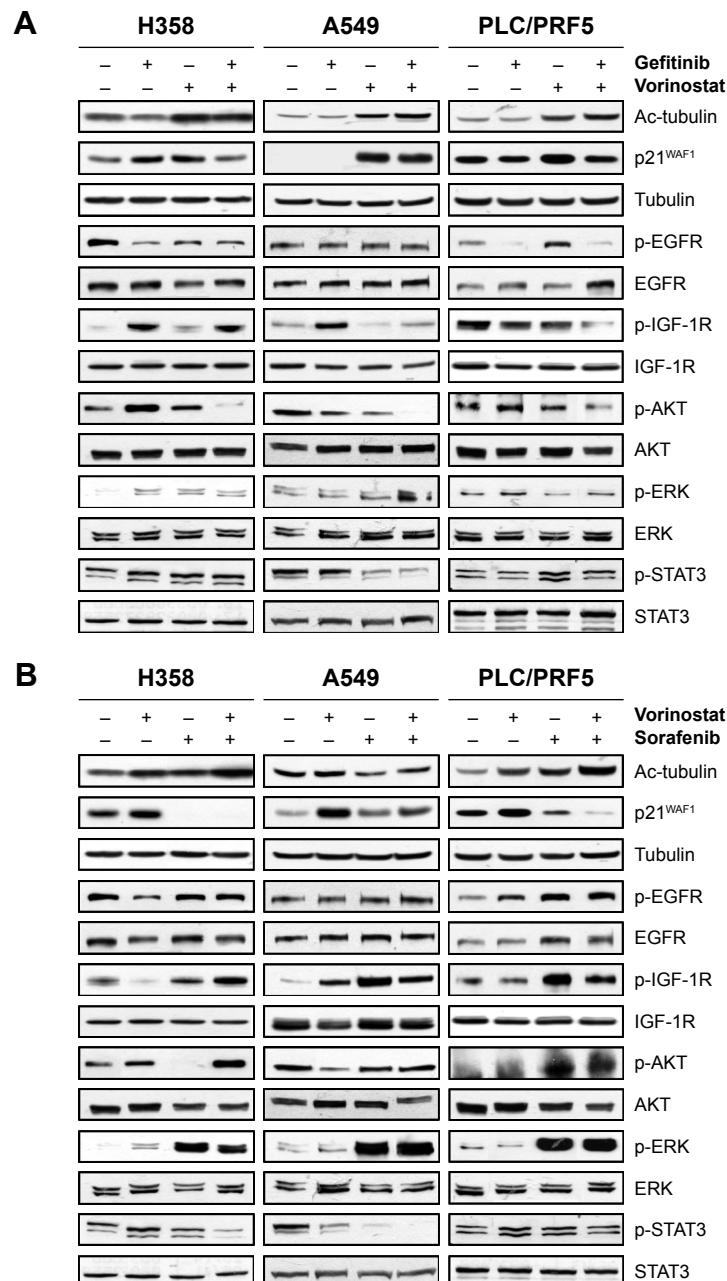 A
H358 A549 PLC/PRF5
– + – + – + – + – + – + Gefitinib
– – + + – – + + – – + + Vorinostat
Ac-tubulin
p21WAF1
Tubulin
p-EGFR
EGFR
p-IGF-1R
IGF-1R
p-AKT
AKT
p-ERK
ERK
p-STAT3
STAT3
B
H358 A549 PLC/PRF5
– + – + – + – + – + – + Vorinostat
– – + + – – + + – – + + Sorafenib
Ac-tubulin
p21WAF1
Tubulin
p-EGFR
EGFR
p-IGF-1R
IGF-1R
p-AKT
AKT
p-ERK
ERK
p-STAT3
STAT3